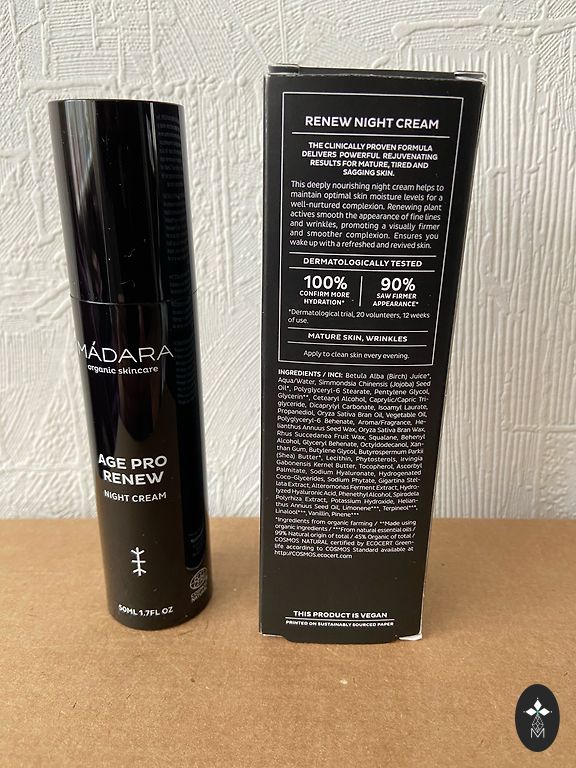 MÁDARA
organic skincare
AGE PRO
RENEW
NIGHT CREAM
50ML 1.7FL OZ
RENEW NIGHT CREAM
THE CLINICALLY PROVEN FORMULA
DELIVERS POWERFUL REJUVENATING
RESULTS FOR MATURE, TIRED AND
SAGGING SKIN.
This deeply nourishing night cream helps to
maintain optimal skin moisture levels for a
well-nurtured complexion. Renewing plant
actives smooth the appearance of fine lines
and wrinkles, promoting a visually firmer
and smoother complexion. Ensures you
wake up with a refreshed and revived skin.
DERMATOLOGICALLY TESTED
100% 90%
CONFIRM MORE SAW FIRMER
HYDRATION* APPEARANCE*
*Dermatological trial, 20 volunteers, 12 weeks
of use.
MATURE SKIN, WRINKLES
Apply to clean skin every evening.
INGREDIENTS / INCI: Betula Alba (Birch) Juice*,
Aqua/Water, Simmondsia Chinensis (Jojoba) Seed
Oil*, Polyglyceryl-6 Stearate, Pentylene Glycol,
Glycerin**, Cetearyl Alcohol, Caprylic/Capric Tri-
glyceride, Dicaprylyl Carbonate, Isoamyl Laurate,
Propanediol, Oryza Sativa Bran Oil, Vegetable Oil,
Polyglyceryl-6 Behenate, Aroma/Fragrance, He-
lianthus Annuus Seed Wax, Oryza Sativa Bran Wax,
Rhus Succedanea Fruit Wax, Squalane, Behenyl
Alcohol, Glyceryl Behenate, Octyldodecanol, Xan-
than Gum, Butylene Glycol, Butyrospermum Parkii
(Shea) Butter*, Lecithin, Phytosterols, Irvingia
Gabonensis Kernel Butter, Tocopherol, Ascorbyl
Palmitate, Sodium Hyaluronate, Hydrogenated
Coco-Glycerides, Sodium Phytate, Gigartina Stel-
lata Extract, Alteromonas Ferment Extract, Hydro-
lyzed Hyaluronic Acid, Phenethyl Alcohol, Spirodela
Polyrhiza Extract, Potassium Hydroxide, Helian-
thus Annuus Seed Oil, Limonene***, Terpineol***,
Linalool***, Vanillin, Pinene***
*Ingredients from organic farming / **Made using
organic ingredients / ***From natural essential oils /
99% Natural origin of total / 45% Organic of total /
COSMOS NATURAL certified by ECOCERT Green-
life according to COSMOS Standard available at
http://COSMOS.ecocert.com
THIS PRODUCT IS VEGAN
PRINTED ON SUSTAINABLY SOURCED PAPER
M